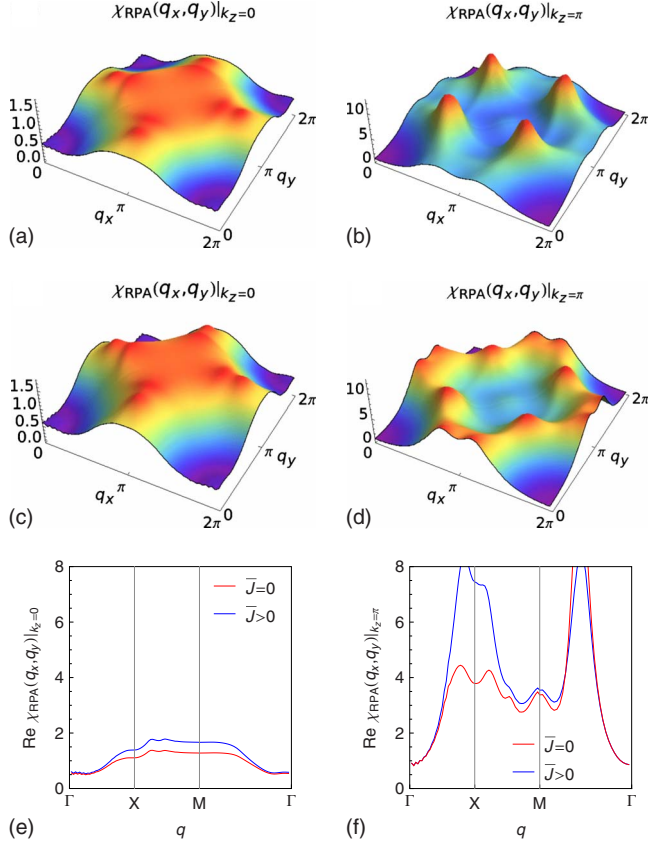 χRPA(qx,qy)|kz=0
1.5
1.0
0.5
0.0
0
qx
π
2π
0
π
qy
2π
(a)
χRPA(qx,qy)|kz=π
10
5
0
0
qx
π
2π
0
π
qy
2π
(b)
χRPA(qx,qy)|kz=0
1.5
1.0
0.5
0.0
0
qx
π
2π
0
π
qy
2π
(c)
χRPA(qx,qy)|kz=π
10
5
0
0
qx
π
2π
0
π
qy
2π
(d)
Re χRPA(qx,qy)|kz=0
8
6
4
2
0
J̅=0
J̅>0
Γ X M Γ
(e) q
Re χRPA(qx,qy)|kz=π
8
6
4
2
0
J̅=0
J̅>0
Γ X M Γ
(f) q